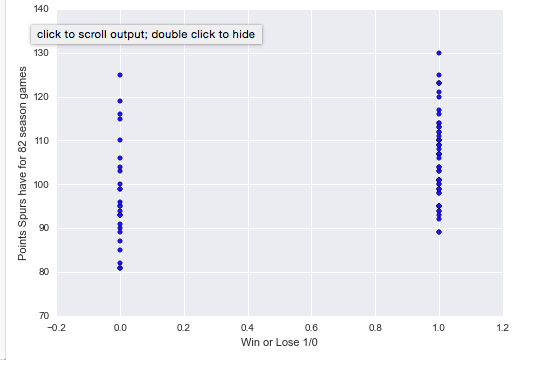 140
click to scroll output; double click to hide
130
120
110
100
90
80
70
Points Spurs have for 82 season games
−0.2 0.0 0.2 0.4 0.6 0.8 1.0 1.2
Win or Lose 1/0